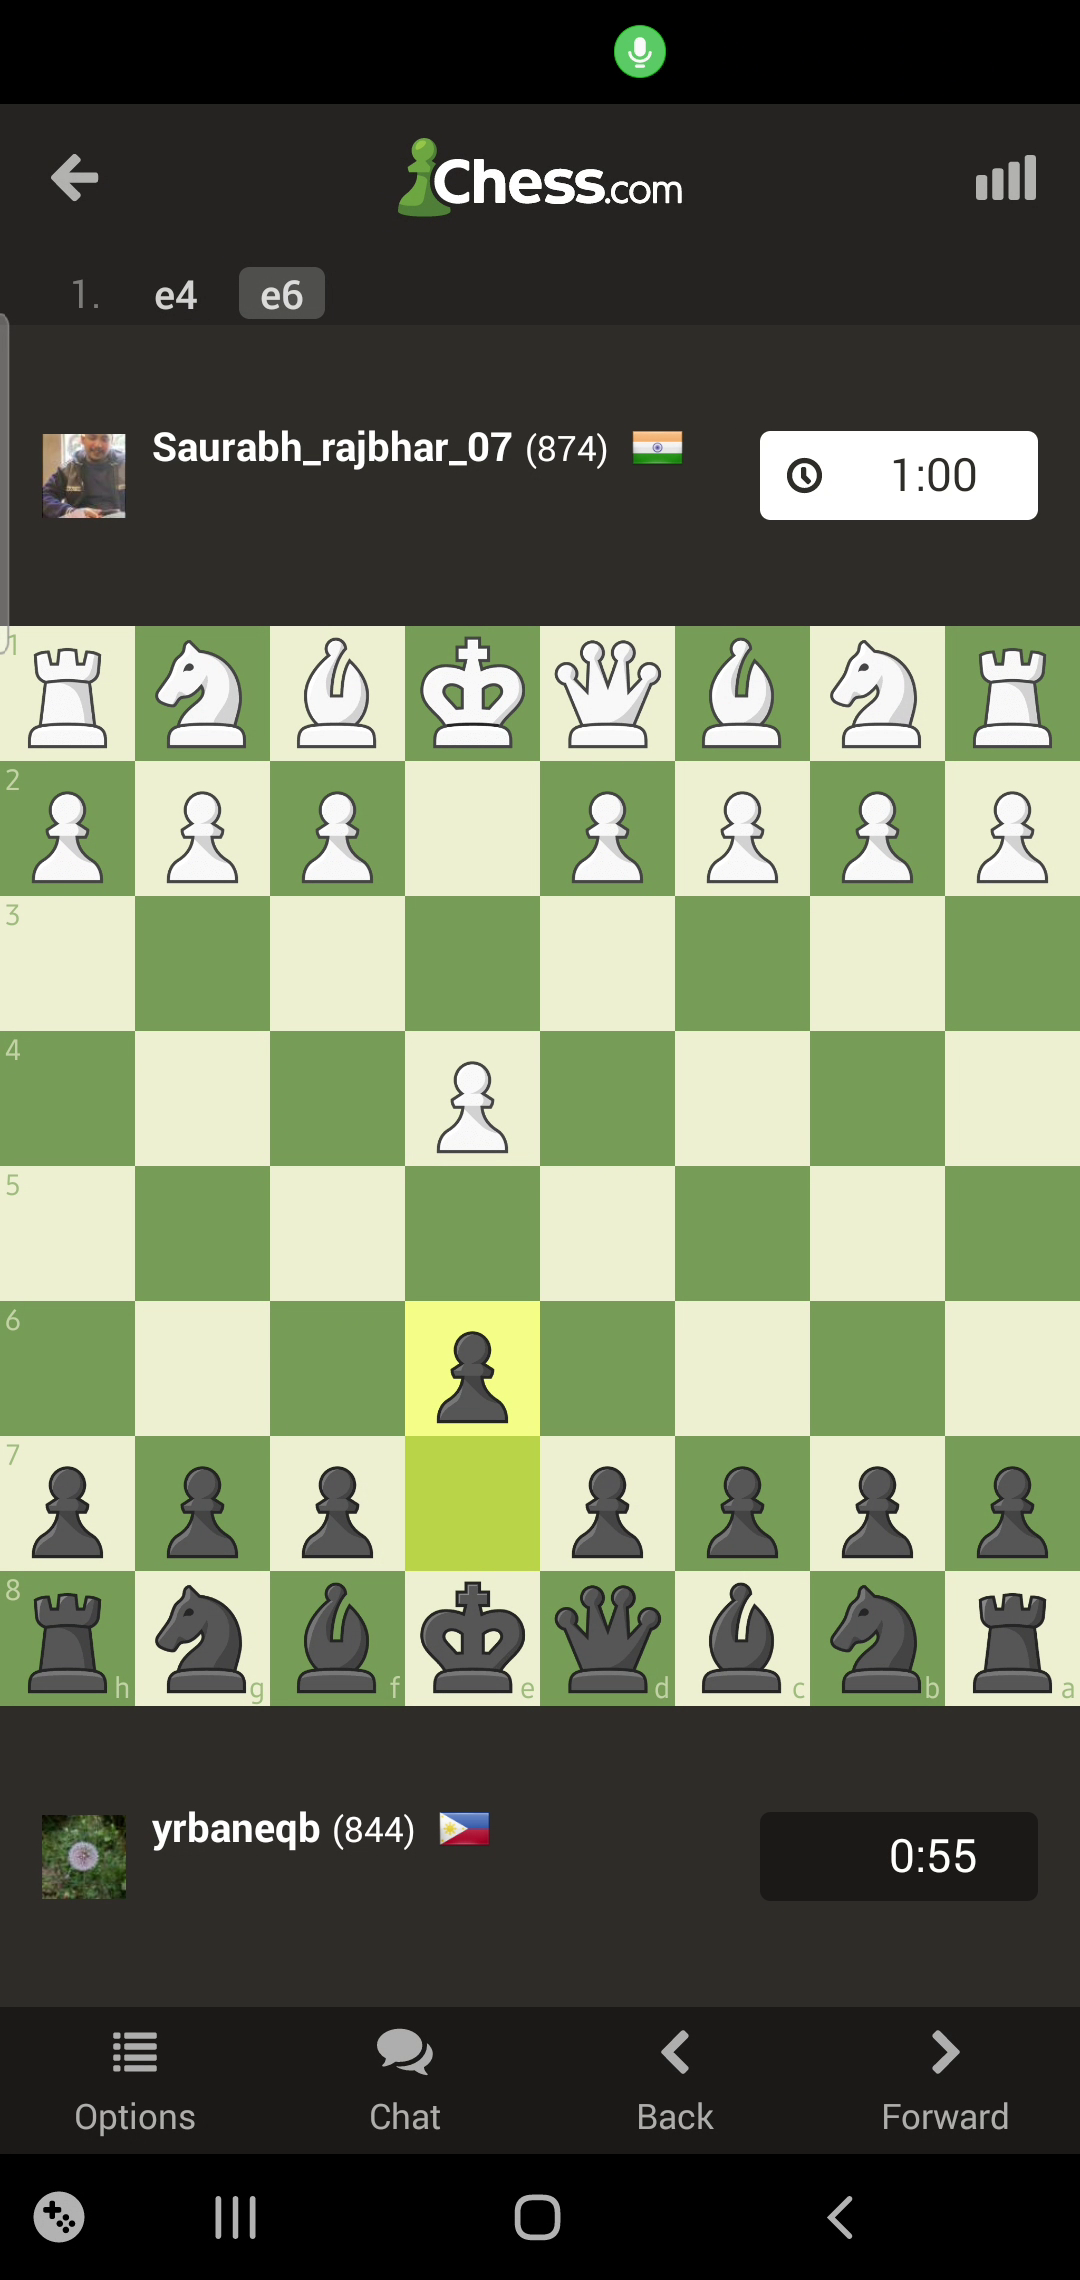 Chess.com
1. e4 e6
Saurabh_rajbhar_07 (874)
1:00
1
2
3
4
5
6
7
8
h g f e d c b a
yrbaneqb (844)
0:55
Options Chat Back Forward